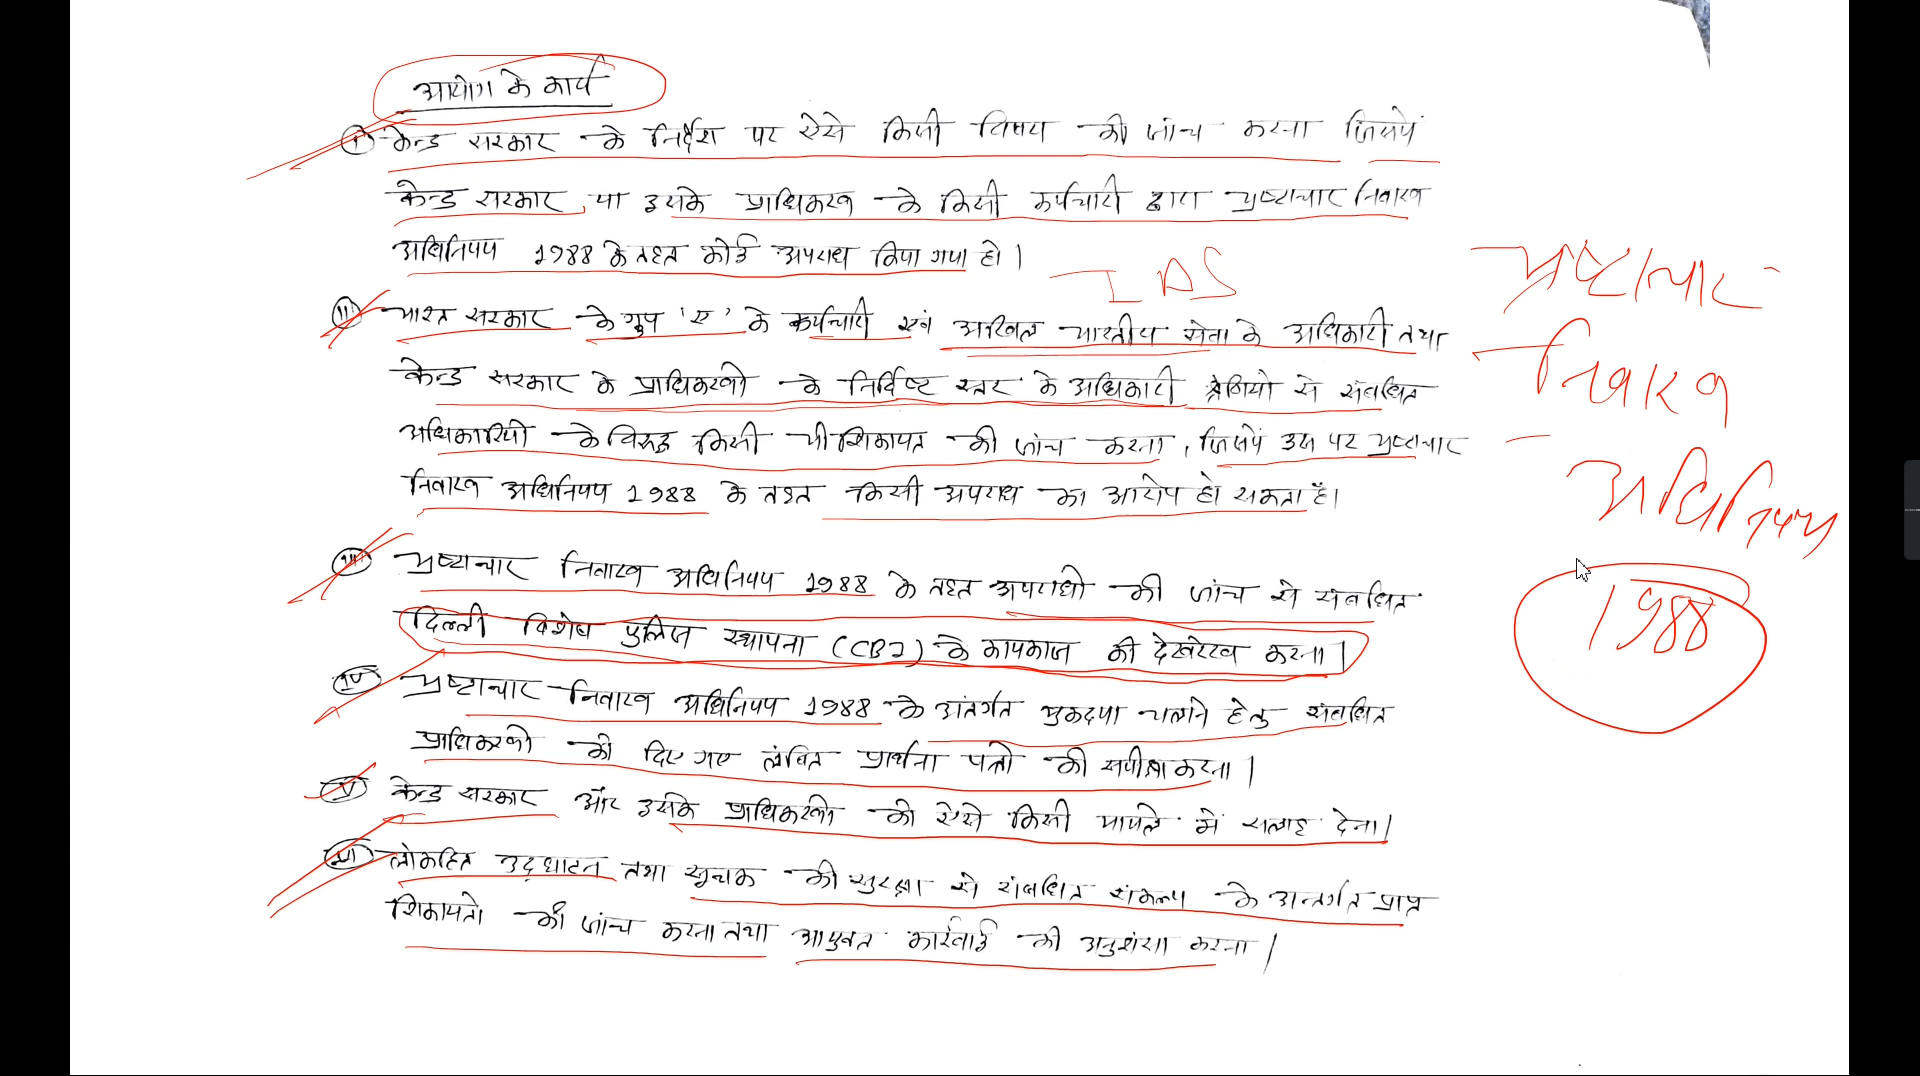 आयोग के कार्य
(i) केन्द्र सरकार के निर्देश पर ऐसे किसी विषय की जांच करना जिसमें
केन्द्र सरकार या उसके प्राधिकरण के किसी कर्मचारी द्वारा भ्रष्टाचार निवारण
अधिनियम 1988 के तहत कोई अपराध किया गया हो।
IAS
(ii) भारत सरकार के ग्रुप 'ए' के कर्मचारी एवं अखिल भारतीय सेवा के अधिकारी तथा
केन्द्र सरकार के प्राधिकरणों के निर्दिष्ट स्तर के अधिकारी श्रेणियों से संबंधित
अधिकारियों के विरुद्ध किसी भी शिकायत की जांच करना, जिसमें उस पर भ्रष्टाचार
निवारण अधिनियम 1988 के तहत किसी अपराध का आरोप हो सकता है।
(iii) भ्रष्टाचार निवारण अधिनियम 1988 के तहत अपराधों की जांच से संबंधित
दिल्ली विशेष पुलिस स्थापना (CBI) के कामकाज की देखरेख करना।
(iv) भ्रष्टाचार निवारण अधिनियम 1988 के अंतर्गत मुकदमा चलाने हेतु संबंधित
प्राधिकरणों को दिए गए लंबित प्रार्थना पत्रों की समीक्षा करना।
(v) केन्द्र सरकार और उसके प्राधिकरणों को ऐसे किसी मामले में सलाह देना।
(vi) लोकहित उद्घाटन तथा सूचक की सुरक्षा से संबंधित संकल्प के अन्तर्गत प्राप्त
शिकायतों की जांच करना तथा आयुक्त कार्रवाई की अनुशंसा करना।
भ्रष्टाचार
निवारण
अधिनियम
1988